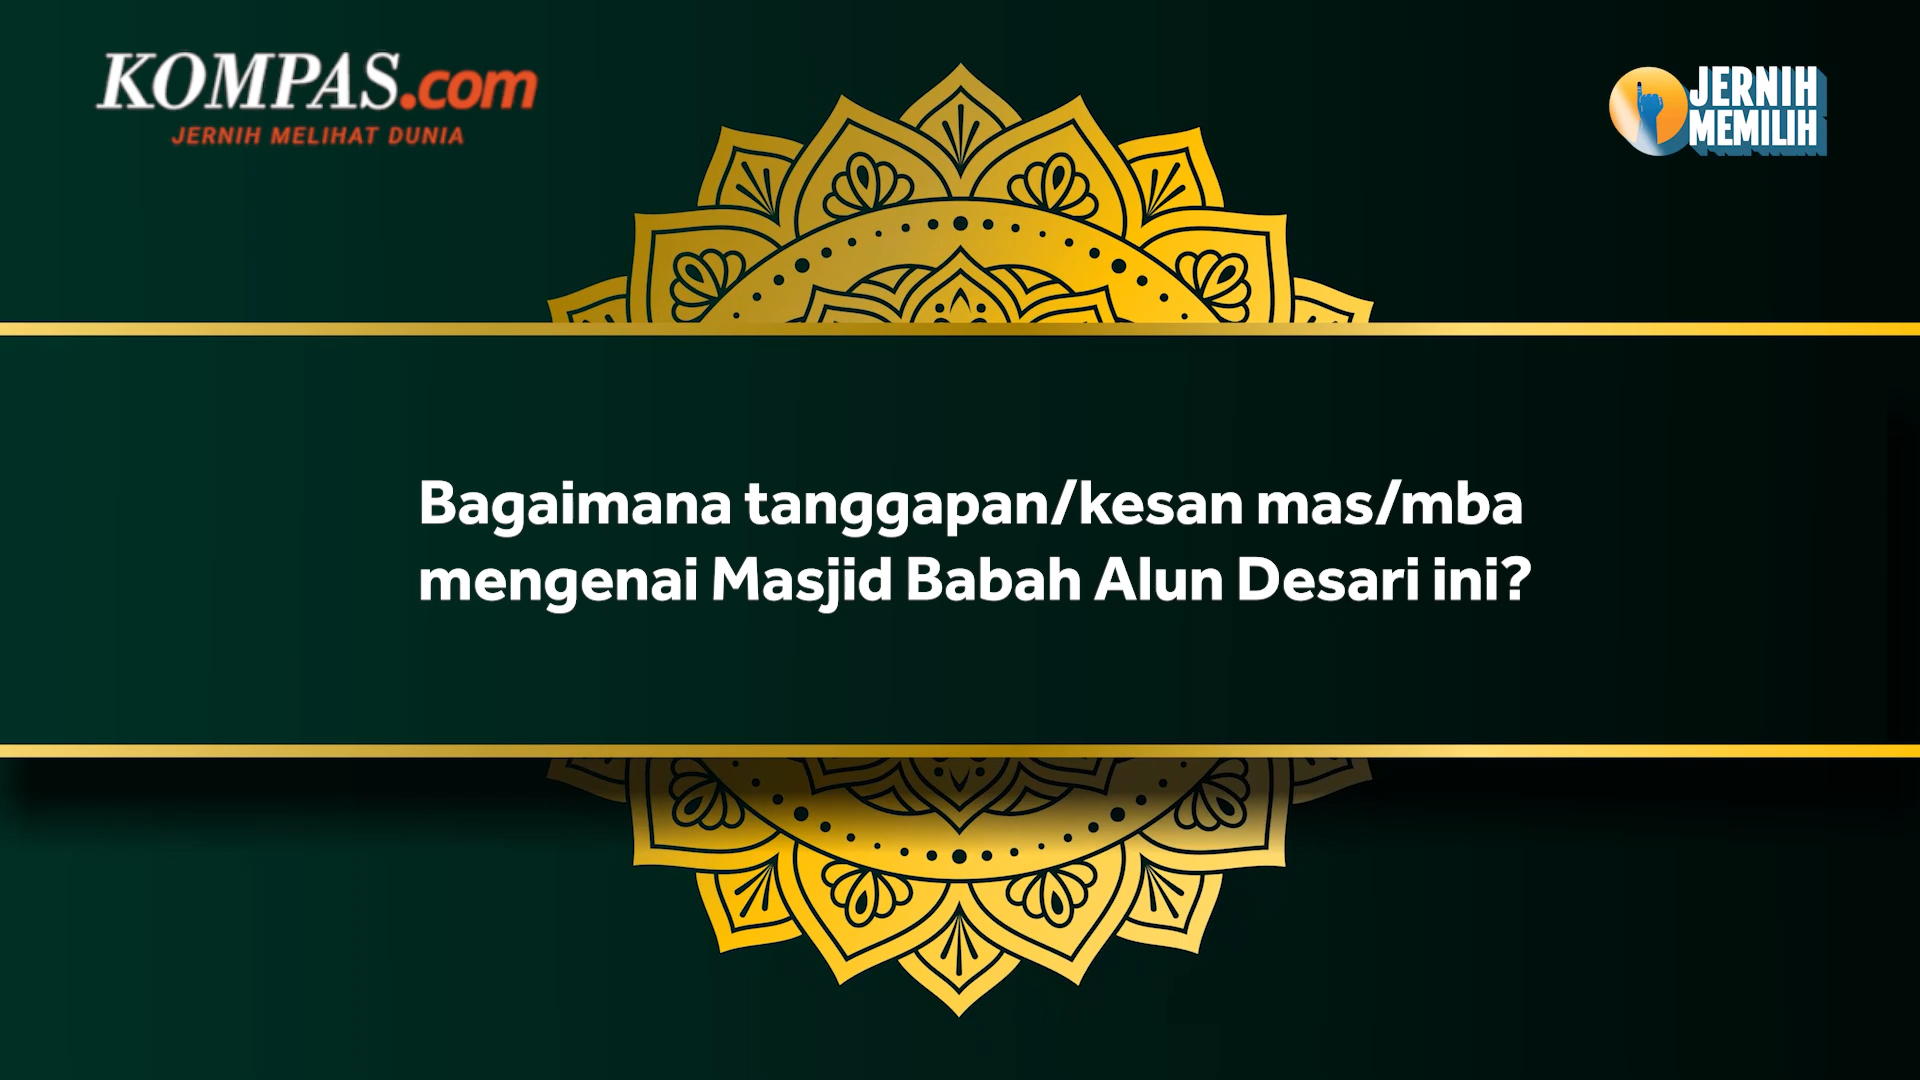 KOMPAS.com
JERNIH MELIHAT DUNIA
JERNIH
MEMILIH
Bagaimana tanggapan/kesan mas/mba
mengenai Masjid Babah Alun Desari ini?